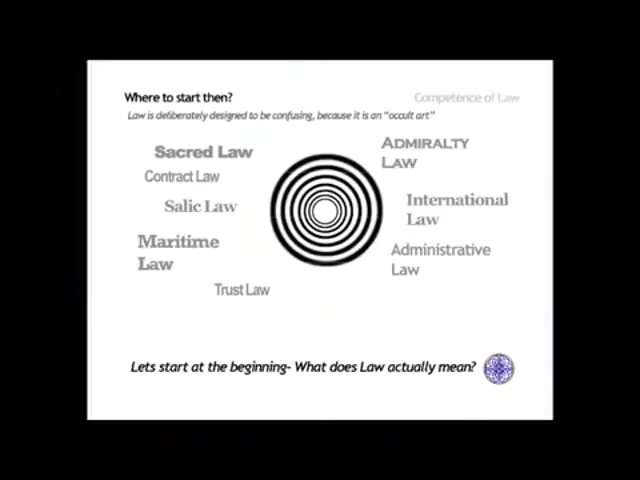 Where to start then?
Competence of Law
Law is deliberately designed to be confusing, because it is an "occult art"
Sacred Law
Contract Law
Salic Law
Maritime
Law
Trust Law
ADMIRALTY
LAW
International
Law
Administrative
Law
Lets start at the beginning- What does Law actually mean?